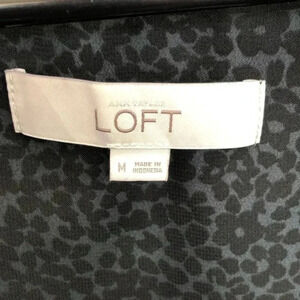 ANN TAYLOR
LOFT
M
MADE IN
INDONESIA